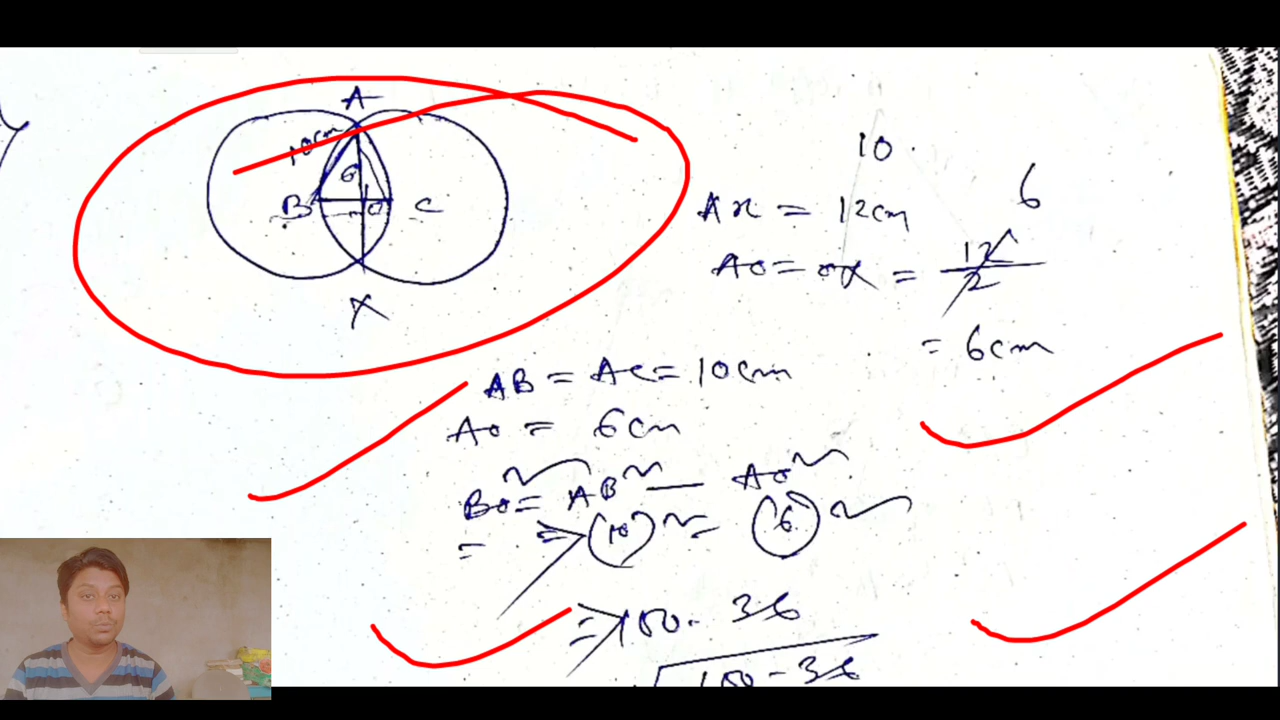 A
10cm
6
B O C
X
10.
Ax = 12cm
6
AO = OX = 12/2
= 6cm
AB = AC = 10cm
AO = 6cm
BO² = AB² — AO²
= => (10)² = (6)²
=> 100 - 36
√100-36